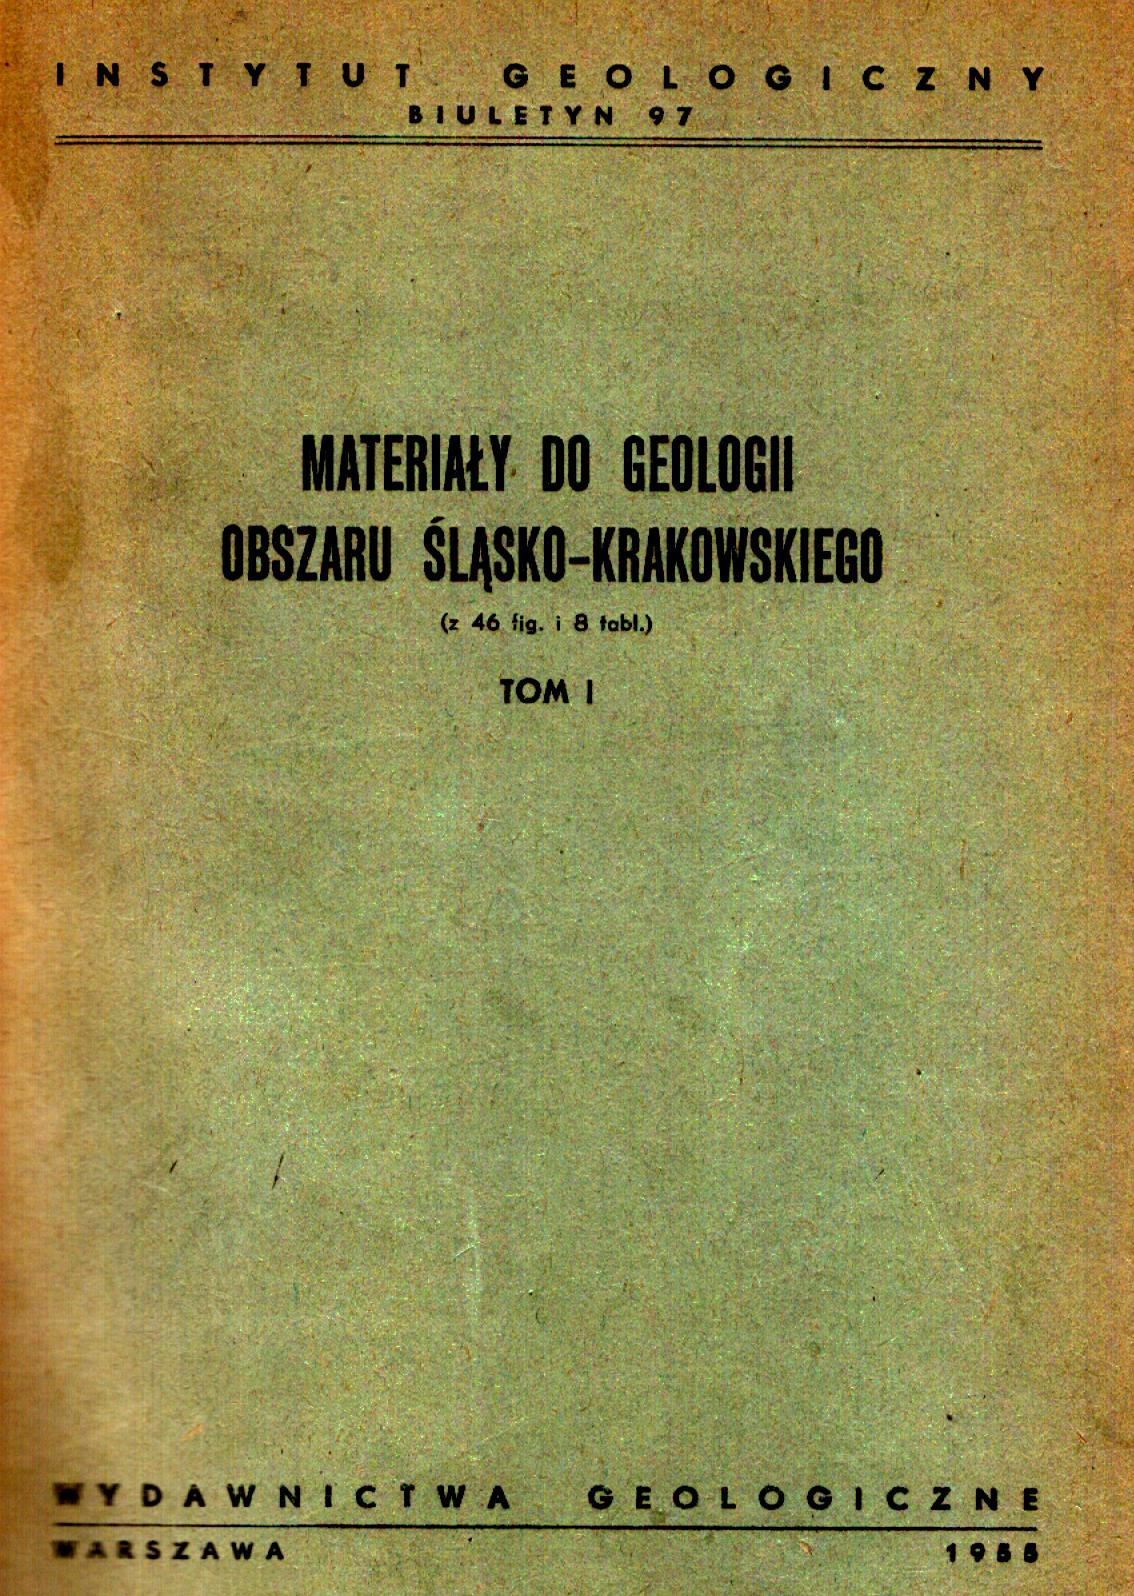 INSTYTUT GEOLOGICZNY
BIULETYN 97
MATERIAŁY DO GEOLOGII
OBSZARU ŚLĄSKO-KRAKOWSKIEGO
(z 46 fig. i 8 tabl.)
TOM I
WYDAWNICTWA GEOLOGICZNE
WARSZAWA 1955